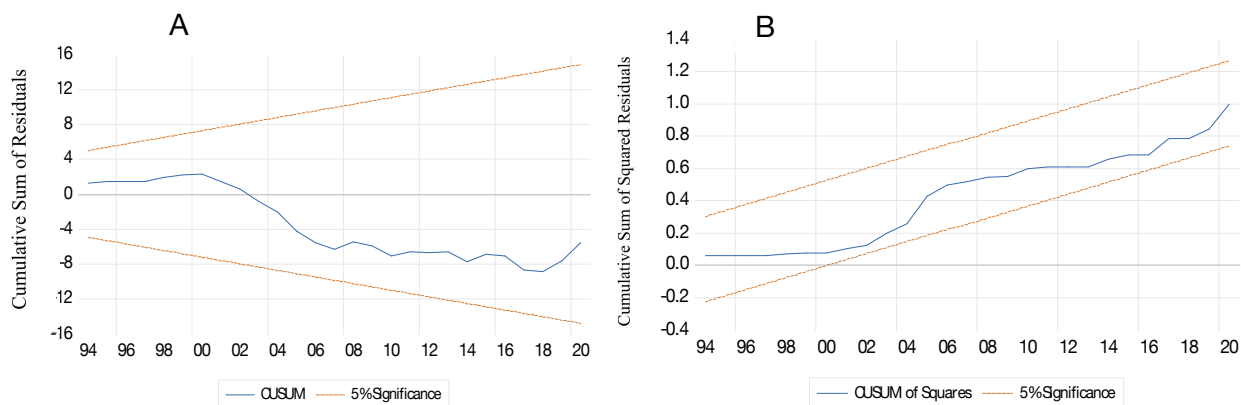 A
Cumulative Sum of Residuals
16
12
8
4
0
-4
-8
-12
-16
94 96 98 00 02 04 06 08 10 12 14 16 18 20
CUSUM 5% Significance
B
Cumulative Sum of Squared Residuals
1.4
1.2
1.0
0.8
0.6
0.4
0.2
0.0
-0.2
-0.4
94 96 98 00 02 04 06 08 10 12 14 16 18 20
CUSUM of Squares 5% Significance